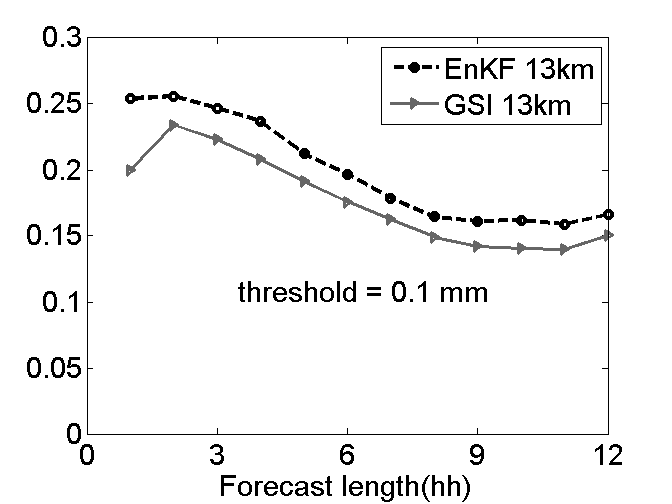 0.3
EnKF 13km
GSI 13km
0.25
0.2
0.15
threshold = 0.1 mm
0.1
0.05
0
0 3 6 9 12
Forecast length(hh)